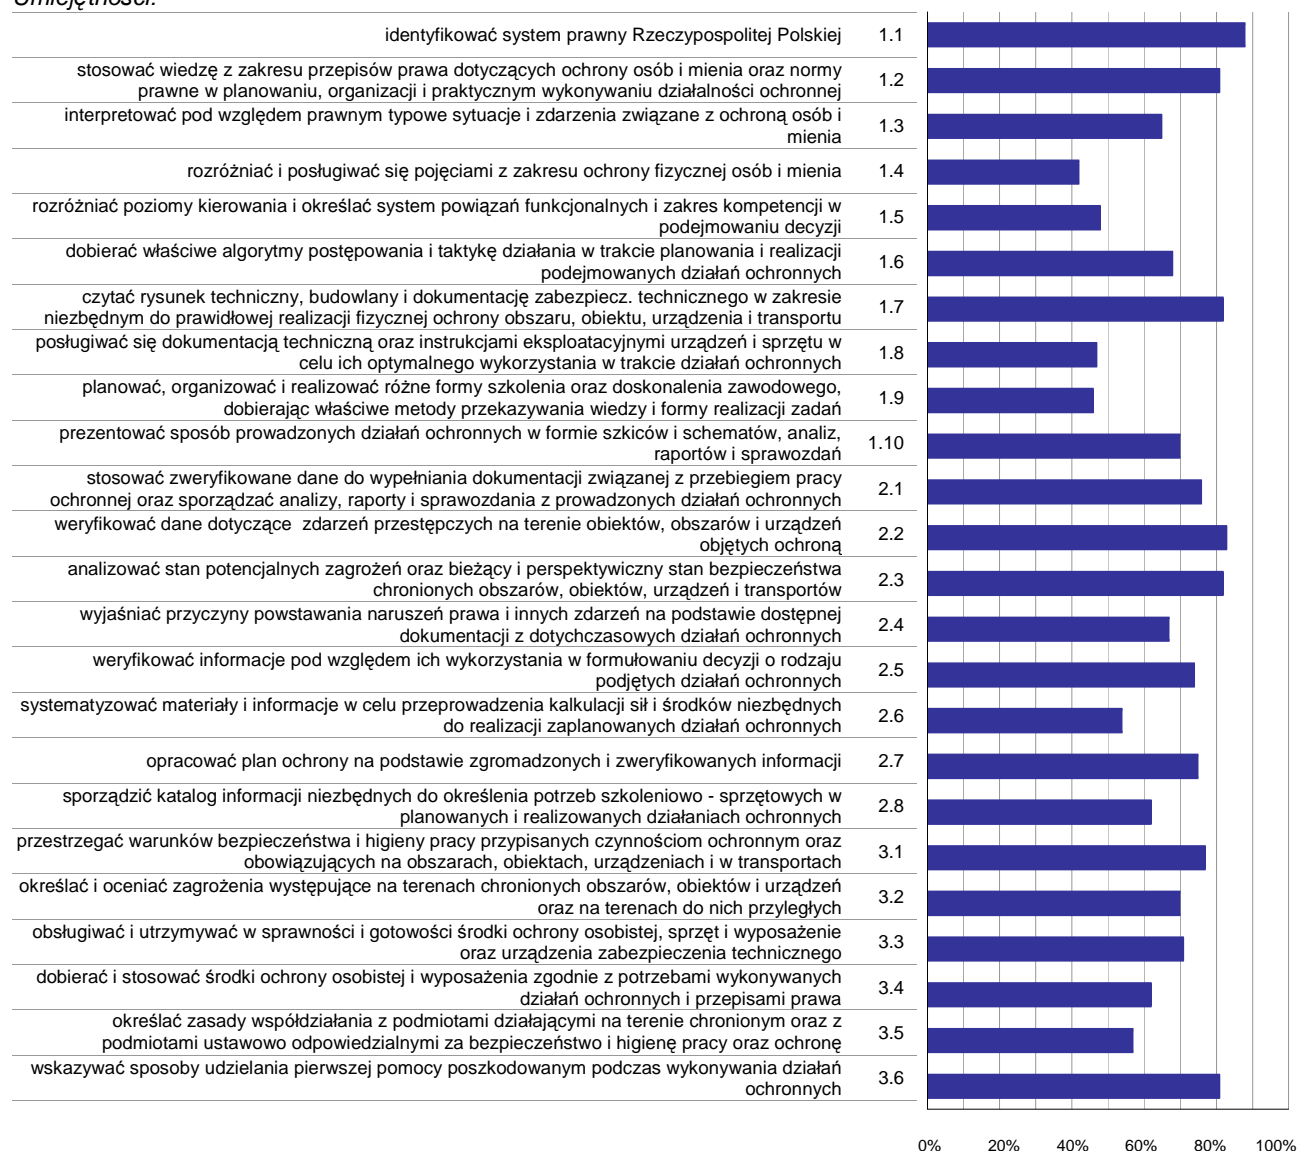 Umiejętności:
identyfikować system prawny Rzeczypospolitej Polskiej 1.1
stosować wiedzę z zakresu przepisów prawa dotyczących ochrony osób i mienia oraz normy
prawne w planowaniu, organizacji i praktycznym wykonywaniu działalności ochronnej 1.2
interpretować pod względem prawnym typowe sytuacje i zdarzenia związane z ochroną osób i
mienia 1.3
rozróżniać i posługiwać się pojęciami z zakresu ochrony fizycznej osób i mienia 1.4
rozróżniać poziomy kierowania i określać system powiązań funkcjonalnych i zakres kompetencji w
podejmowaniu decyzji 1.5
dobierać właściwe algorytmy postępowania i taktykę działania w trakcie planowania i realizacji
podejmowanych działań ochronnych 1.6
czytać rysunek techniczny, budowlany i dokumentację zabezpiecz. technicznego w zakresie
niezbędnym do prawidłowej realizacji fizycznej ochrony obszaru, obiektu, urządzenia i transportu 1.7
posługiwać się dokumentacją techniczną oraz instrukcjami eksploatacyjnymi urządzeń i sprzętu w
celu ich optymalnego wykorzystania w trakcie działań ochronnych 1.8
planować, organizować i realizować różne formy szkolenia oraz doskonalenia zawodowego,
dobierając właściwe metody przekazywania wiedzy i formy realizacji zadań 1.9
prezentować sposób prowadzonych działań ochronnych w formie szkiców i schematów, analiz,
raportów i sprawozdań 1.10
stosować zweryfikowane dane do wypełniania dokumentacji związanej z przebiegiem pracy
ochronnej oraz sporządzać analizy, raporty i sprawozdania z prowadzonych działań ochronnych 2.1
weryfikować dane dotyczące zdarzeń przestępczych na terenie obiektów, obszarów i urządzeń
objętych ochroną 2.2
analizować stan potencjalnych zagrożeń oraz bieżący i perspektywiczny stan bezpieczeństwa
chronionych obszarów, obiektów, urządzeń i transportów 2.3
wyjaśniać przyczyny powstawania naruszeń prawa i innych zdarzeń na podstawie dostępnej
dokumentacji z dotychczasowych działań ochronnych 2.4
weryfikować informacje pod względem ich wykorzystania w formułowaniu decyzji o rodzaju
podjętych działań ochronnych 2.5
systematyzować materiały i informacje w celu przeprowadzenia kalkulacji sił i środków niezbędnych
do realizacji zaplanowanych działań ochronnych 2.6
opracować plan ochrony na podstawie zgromadzonych i zweryfikowanych informacji 2.7
sporządzić katalog informacji niezbędnych do określenia potrzeb szkoleniowo - sprzętowych w
planowanych i realizowanych działaniach ochronnych 2.8
przestrzegać warunków bezpieczeństwa i higieny pracy przypisanych czynnościom ochronnym oraz
obowiązujących na obszarach, obiektach, urządzeniach i w transportach 3.1
określać i oceniać zagrożenia występujące na terenach chronionych obszarów, obiektów i urządzeń
oraz na terenach do nich przyległych 3.2
obsługiwać i utrzymywać w sprawności i gotowości środki ochrony osobistej, sprzęt i wyposażenie
oraz urządzenia zabezpieczenia technicznego 3.3
dobierać i stosować środki ochrony osobistej i wyposażenia zgodnie z potrzebami wykonywanych
działań ochronnych i przepisami prawa 3.4
określać zasady współdziałania z podmiotami działającymi na terenie chronionym oraz z
podmiotami ustawowo odpowiedzialnymi za bezpieczeństwo i higienę pracy oraz ochronę 3.5
wskazywać sposoby udzielania pierwszej pomocy poszkodowanym podczas wykonywania działań
ochronnych 3.6
0% 20% 40% 60% 80% 100%